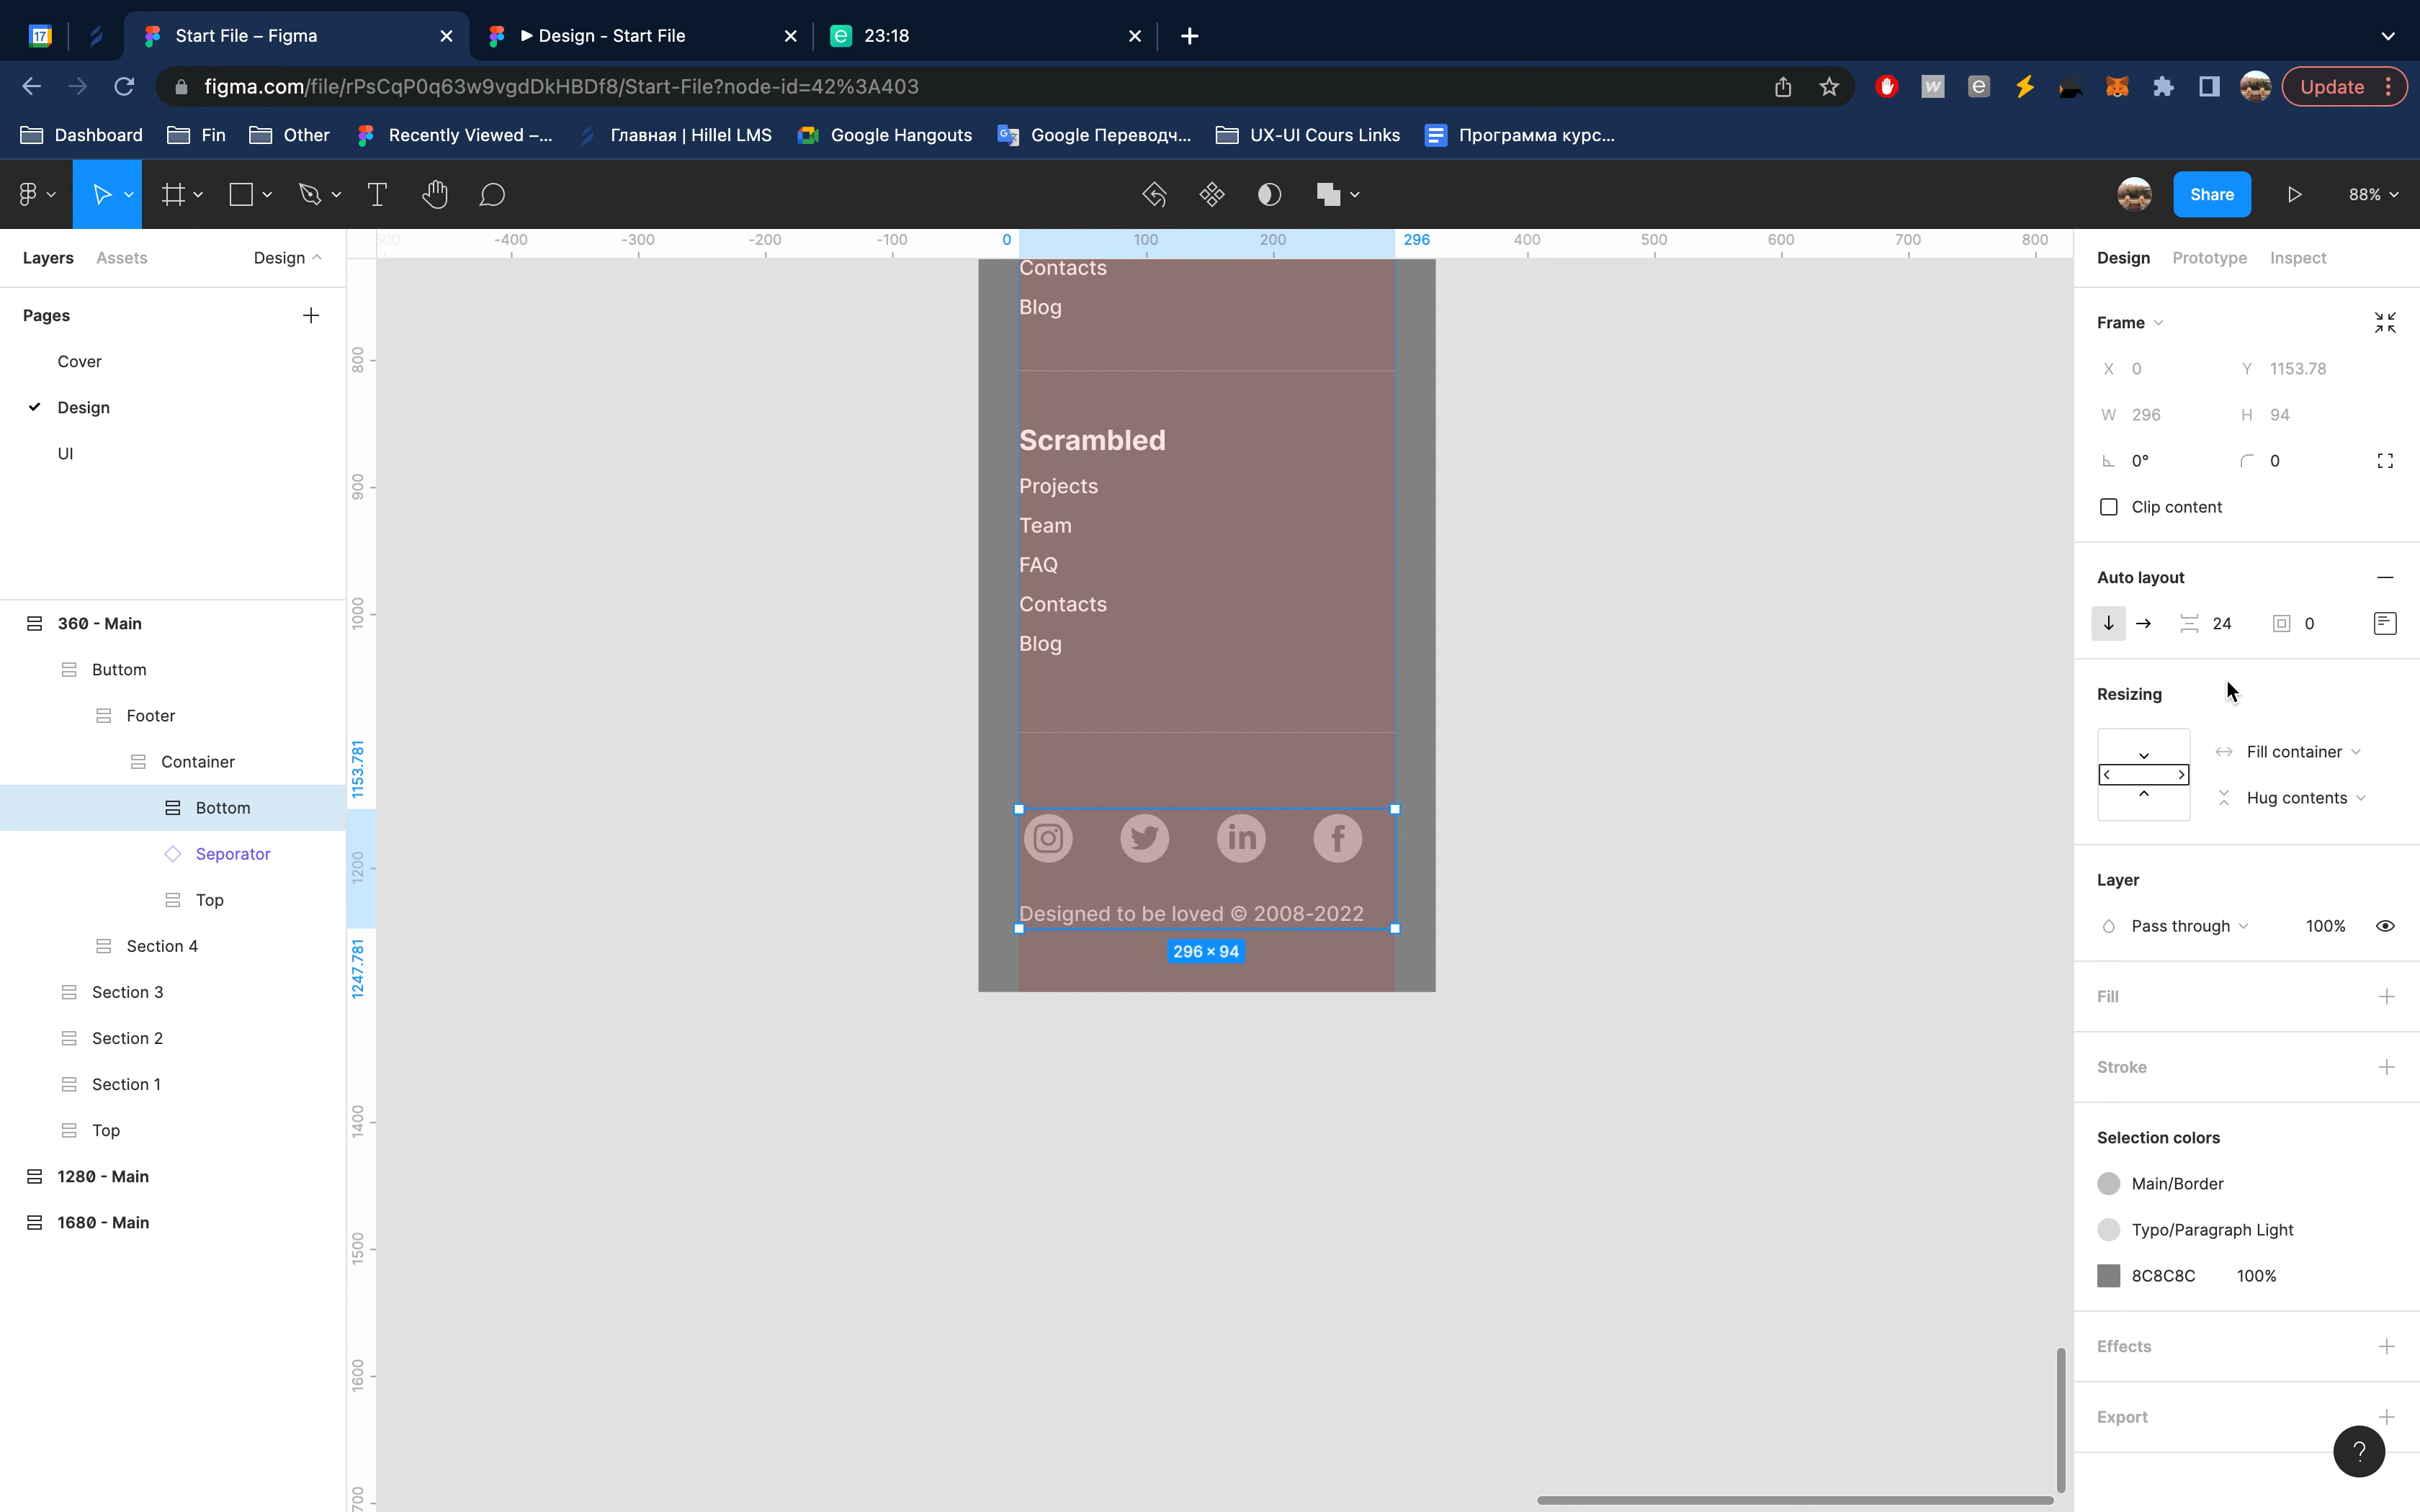 17
Start File – Figma
Design - Start File
e 23:18
figma.com/file/rPsCqP0q63w9vgdDkHBDf8/Start-File?node-id=42%3A403
W
e
Update
Dashboard
Fin
Other
Recently Viewed –...
Главная | Hillel LMS
Google Hangouts
Google Переводч...
UX-UI Cours Links
Программа курс...
Share
88%
Layers
Assets
Design
-400
-300
-200
-100
0
100
200
296
400
500
600
700
800
Design
Prototype
Inspect
Pages
Cover
Design
UI
360 - Main
Buttom
Footer
Container
Bottom
Seporator
Top
Section 4
Section 3
Section 2
Section 1
Top
1280 - Main
1680 - Main
800
900
1000
1153.781
1200
1247.781
1400
1500
1600
700
Contacts
Blog
Scrambled
Projects
Team
FAQ
Contacts
Blog
in
f
Designed to be loved © 2008-2022
296 × 94
Frame
X 0
Y 1153.78
W 296
H 94
0°
0
Clip content
Auto layout
24
0
Resizing
Fill container
Hug contents
Layer
Pass through
100%
Fill
Stroke
Selection colors
Main/Border
Typo/Paragraph Light
8C8C8C 100%
Effects
Export
?